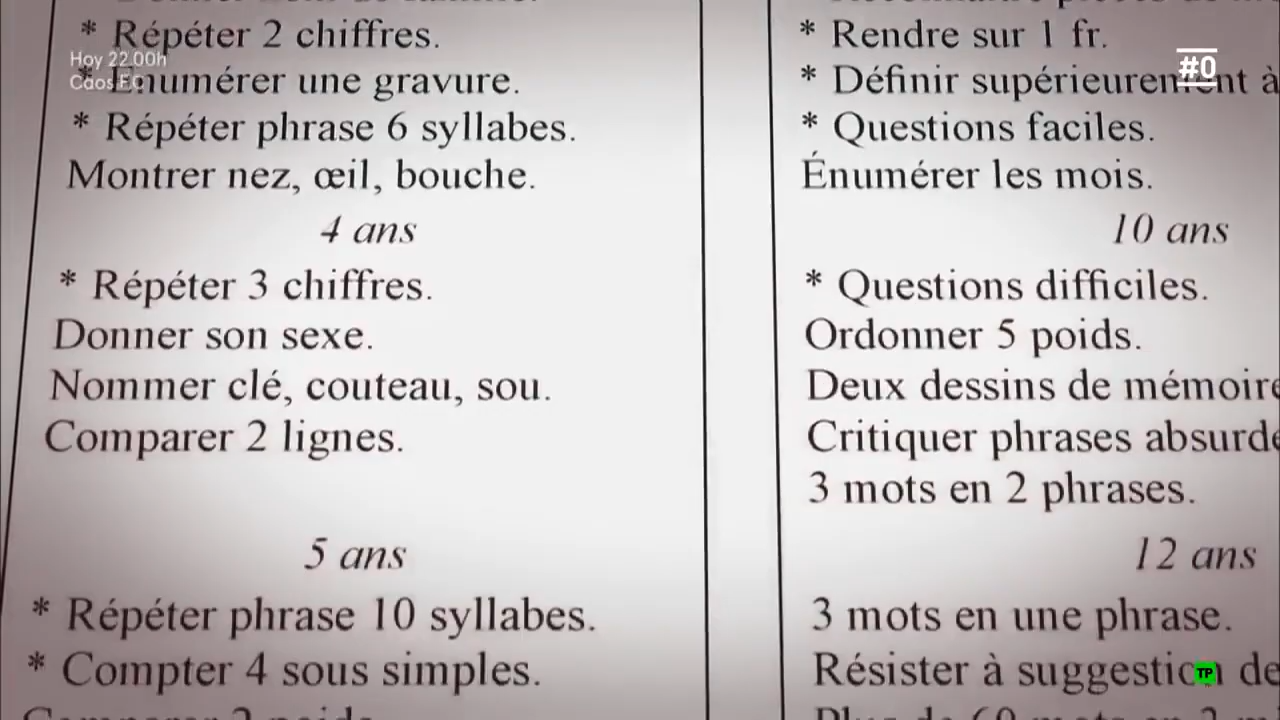 * Répéter 2 chiffres.
* Enumérer une gravure.
* Répéter phrase 6 syllabes.
Montrer nez, œil, bouche.
4 ans
* Répéter 3 chiffres.
Donner son sexe.
Nommer clé, couteau, sou.
Comparer 2 lignes.
5 ans
* Répéter phrase 10 syllabes.
* Compter 4 sous simples.
* Rendre sur 1 fr.
* Définir supérieurement à
* Questions faciles.
Énumérer les mois.
10 ans
* Questions difficiles.
Ordonner 5 poids.
Deux dessins de mémoire
Critiquer phrases
3 mots en 2 phrases.
12 ans
3 mots en une phrase.
Résister à suggestion de
Hoy 22.00h
Caos F.C.
#0
TP